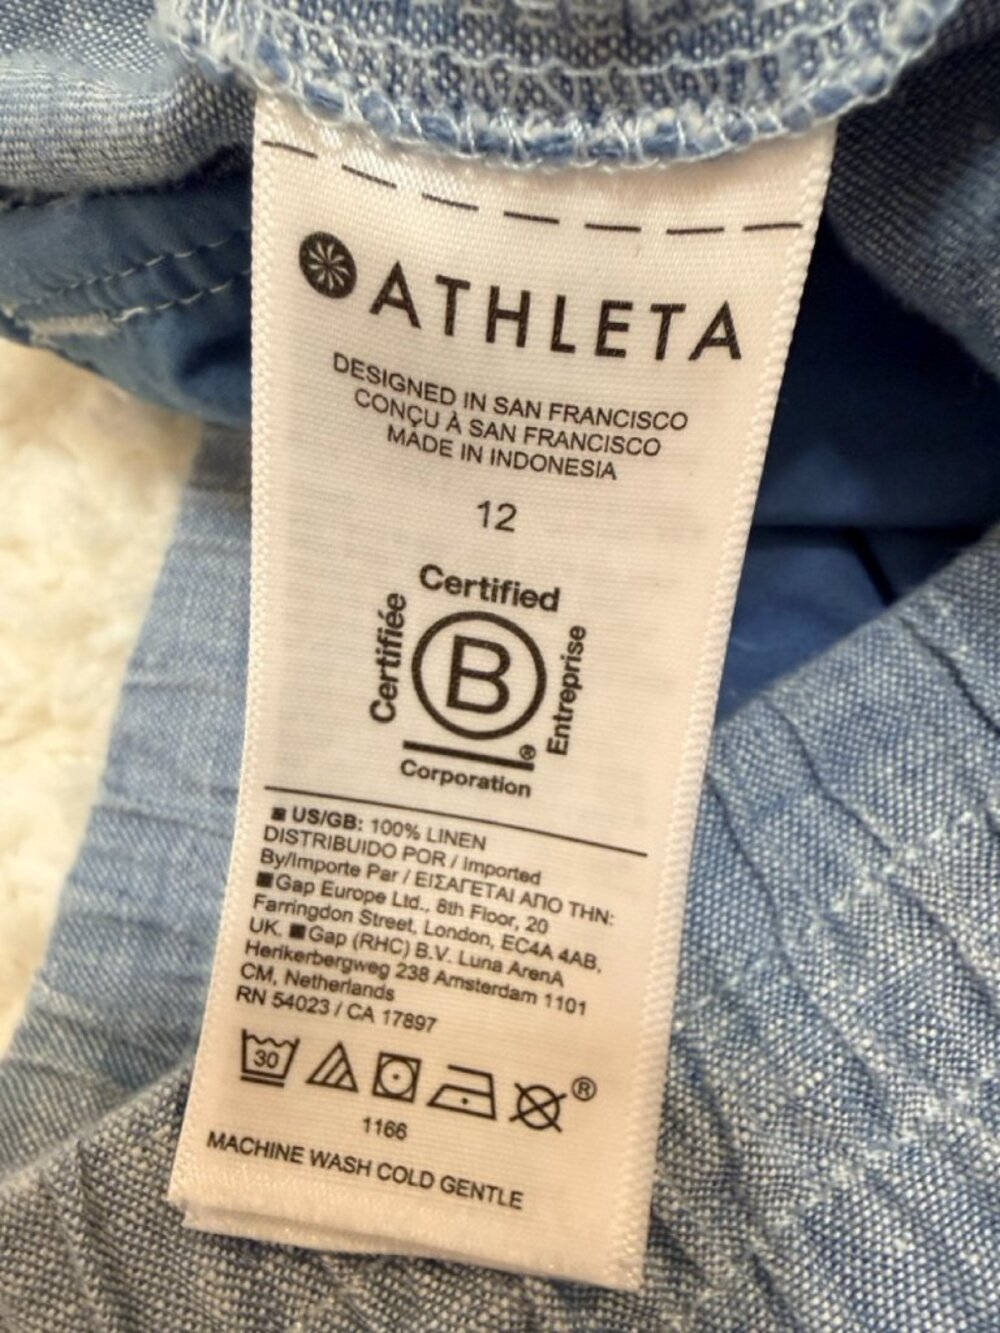 ATHLETA
DESIGNED IN SAN FRANCISCO
CONÇU À SAN FRANCISCO
MADE IN INDONESIA
12
Certified
Certifiée
B
Entreprise
®
Corporation
US/GB: 100% LINEN
DISTRIBUIDO POR / Imported
By/Importe Par / ΕΙΣΑΓΕΤΑΙ ΑΠΟ ΤΗΝ:
Gap Europe Ltd., 8th Floor, 20
Farringdon Street, London, EC4A 4AB,
UK. Gap (RHC) B.V. Luna ArenA
Herikerbergweg 238 Amsterdam 1101
CM, Netherlands
RN 54023 / CA 17897
30
®
1166
MACHINE WASH COLD GENTLE